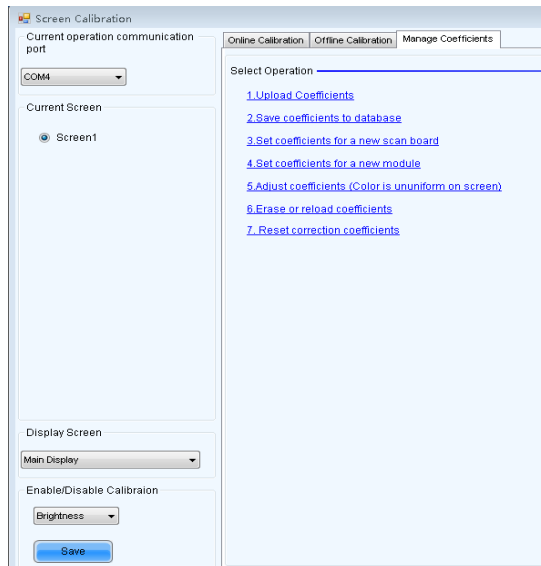 Screen Calibration
Current operation communication
port
COM4
Current Screen
Screen1
Display Screen
Main Display
Enable/Disable Calibraion
Brightness
Save
Online Calibration
Offline Calibration
Manage Coefficients
Select Operation
1.Upload Coefficients
2.Save coefficients to database
3.Set coefficients for a new scan board
4.Set coefficients for a new module
5.Adjust coefficients (Color is ununiform on screen)
6.Erase or reload coefficients
7. Reset correction coefficients